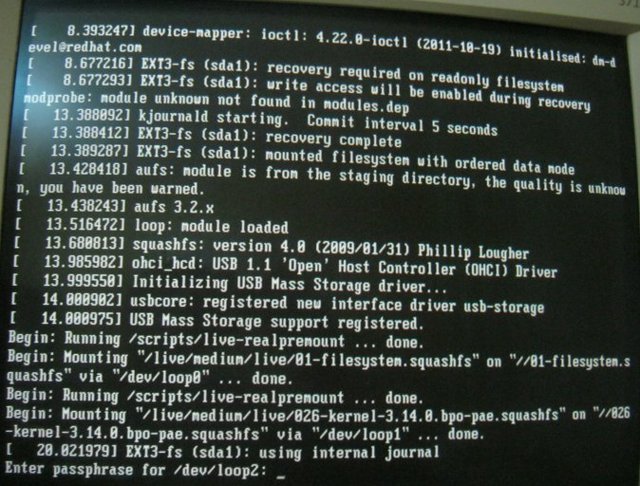 [    8.393247] device-mapper: ioctl: 4.22.0-ioctl (2011-10-19) initialised: dm-d
evel@redhat.com
[    8.677216] EXT3-fs (sda1): recovery required on readonly filesystem
[    8.677293] EXT3-fs (sda1): write access will be enabled during recovery
modprobe: module unknown not found in modules.dep
[   13.388092] kjournald starting.  Commit interval 5 seconds
[   13.388412] EXT3-fs (sda1): recovery complete
[   13.389287] EXT3-fs (sda1): mounted filesystem with ordered data mode
[   13.428418] aufs: module is from the staging directory, the quality is unknow
n, you have been warned.
[   13.438243] aufs 3.2.x
[   13.516472] loop: module loaded
[   13.680813] squashfs: version 4.0 (2009/01/31) Phillip Lougher
[   13.985982] ohci_hcd: USB 1.1 'Open' Host Controller (OHCI) Driver
[   13.999550] Initializing USB Mass Storage driver...
[   14.000902] usbcore: registered new interface driver usb-storage
[   14.000975] USB Mass Storage support registered.
Begin: Running /scripts/live-realpremount ... done.
Begin: Mounting "/live/medium/live/01-filesystem.squashfs" on "//01-filesystem.s
quashfs" via "/dev/loop0" ... done.
Begin: Running /scripts/live-realpremount ... done.
Begin: Mounting "/live/medium/live/026-kernel-3.14.0.bpo-pae.squashfs" on "//026
-kernel-3.14.0.bpo-pae.squashfs" via "/dev/loop1" ... done.
[   20.021979] EXT3-fs (sda1): using internal journal
Enter passphrase for /dev/loop2: _